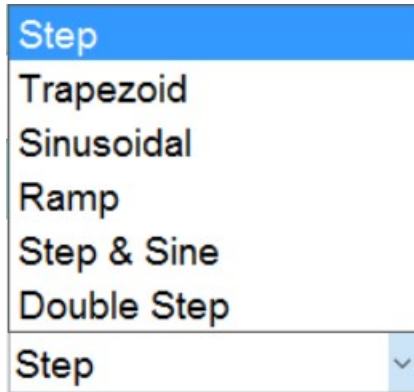 Step
Trapezoid
Sinusoidal
Ramp
Step & Sine
Double Step
Step